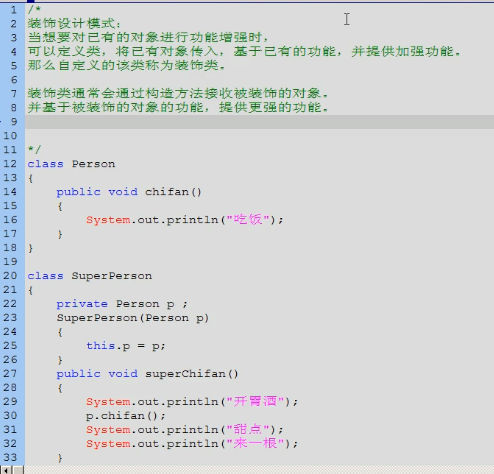 1 /*
2 装饰设计模式：
3 当想要对已有的对象进行功能增强时，
4 可以定义类，将已有对象传入，基于已有的功能，并提供加强功能。
5 那么自定义的该类称为装饰类。
6
7 装饰类通常会通过构造方法接收被装饰的对象。
8 并基于被装饰的对象的功能，提供更强的功能。
9
10
11 */
12 class Person
13 {
14     public void chifan()
15     {
16         System.out.println("吃饭");
17     }
18 }
19
20 class SuperPerson
21 {
22     private Person p ;
23     SuperPerson(Person p)
24     {
25         this.p = p;
26     }
27     public void superChifan()
28     {
29         System.out.println("开胃酒");
30         p.chifan();
31         System.out.println("甜点");
32         System.out.println("来一根");
33     }